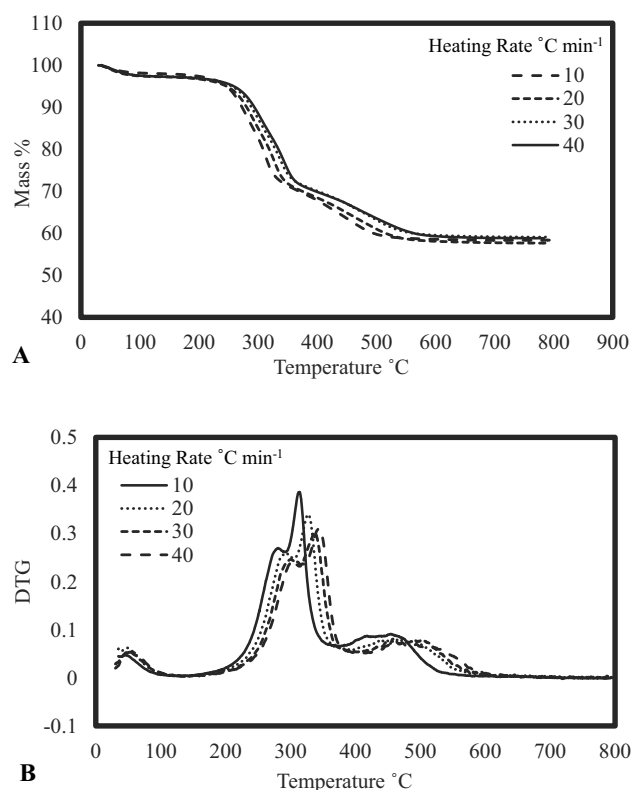 110
100
90
80
70
60
50
40
Mass %
Heating Rate ˚C min-1
10
20
30
40
0 100 200 300 400 500 600 700 800 900
Temperature ˚C
A
0.5
0.4
0.3
0.2
0.1
0
-0.1
DTG
Heating Rate ˚C min-1
10
20
30
40
0 100 200 300 400 500 600 700 800
Temperature ˚C
B